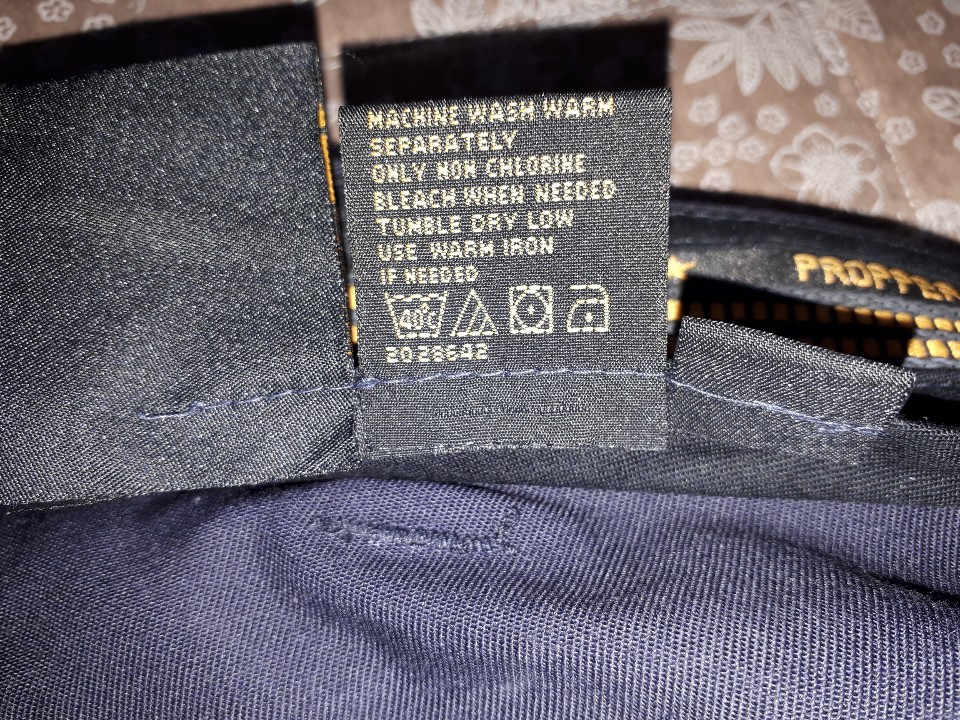 MACHINE WASH WARM
SEPARATELY
ONLY NON CHLORINE
BLEACH WHEN NEEDED
TUMBLE DRY LOW
USE WARM IRON
IF NEEDED
40C
2028642
PROPPER